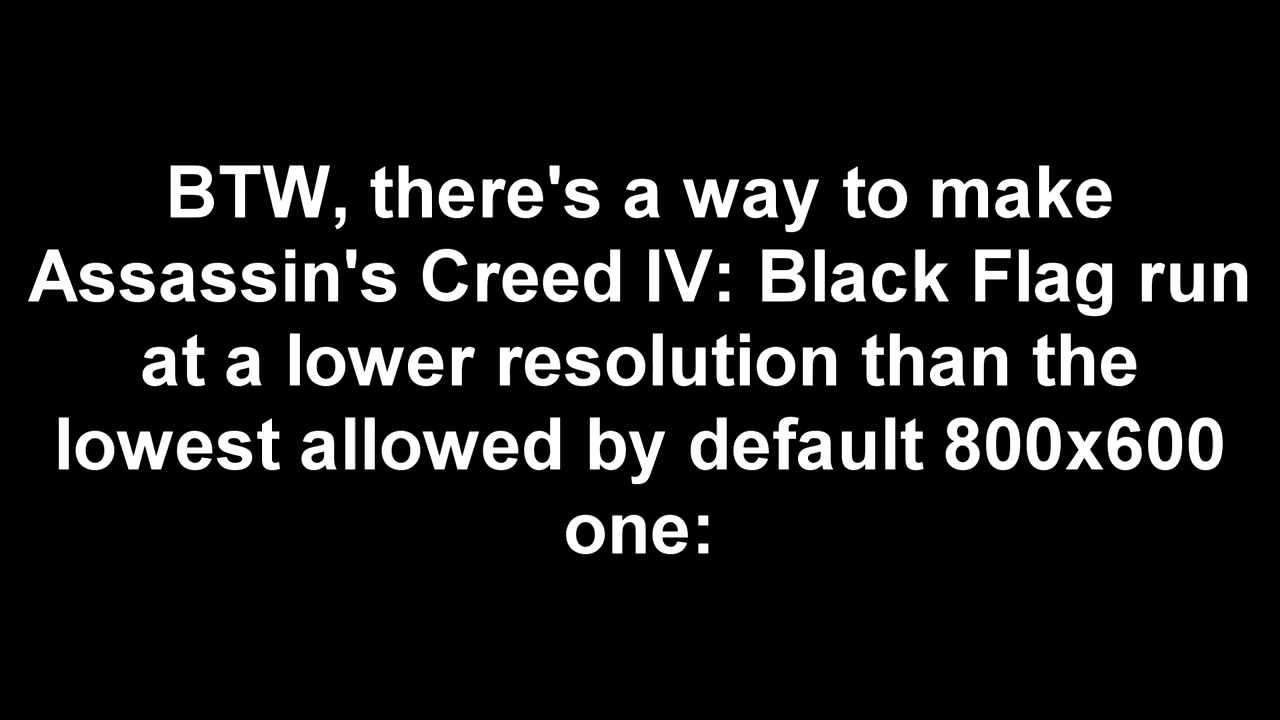 BTW, there's a way to make
Assassin's Creed IV: Black Flag run
at a lower resolution than the
lowest allowed by default 800x600
one: